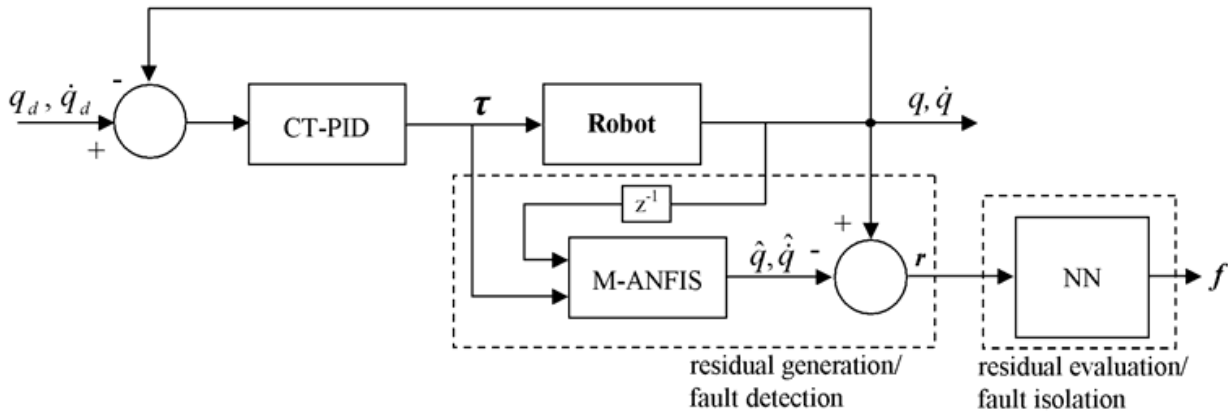 -
q_d, q̇_d
+
CT-PID
τ
Robot
q, q̇
z⁻¹
M-ANFIS
q̂, q̇̂
-
+
r
NN
f
residual generation/
fault detection
residual evaluation/
fault isolation